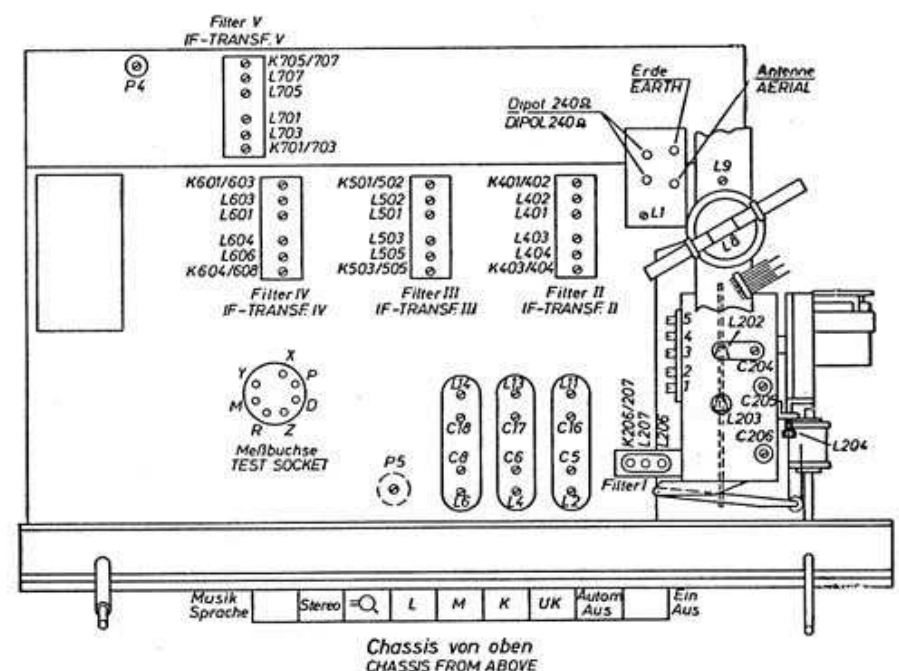 Filter V
IF-TRANSF. V
P4
K705/707
L707
L705
L701
L703
K701/703
Erde
EARTH
Antenne
AERIAL
Dipol 240Ω
DIPOL 240Ω
L9
L1
L8
K601/603
L603
L601
L604
L606
K604/608
Filter IV
IF-TRANSF. IV
K501/502
L502
L501
L503
L505
K503/505
Filter III
IF-TRANSF. III
K401/402
L402
L401
L403
L404
K403/404
Filter II
IF-TRANSF. II
5
4
3
2
1
L202
C204
C205
L203
C206
L204
X
Y
P
M
D
R
Z
Meßbuchse
TEST SOCKET
P5
L14
C18
C8
L6
L13
C17
C6
L4
L11
C16
C5
L2
K206/207
L207
L206
Filter I
Musik
Sprache
Stereo
L
M
K
UK
Autom
Aus
Ein
Aus
Chassis von oben
CHASSIS FROM ABOVE